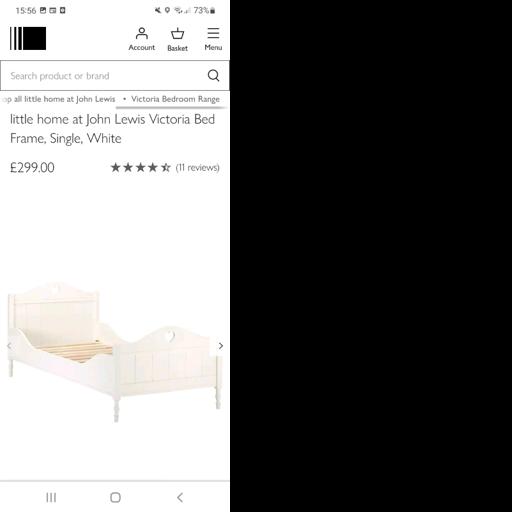 15:56
73%
Account
Basket
Menu
Search product or brand
op all little home at John Lewis • Victoria Bedroom Range
little home at John Lewis Victoria Bed
Frame, Single, White
£299.00
(11 reviews)